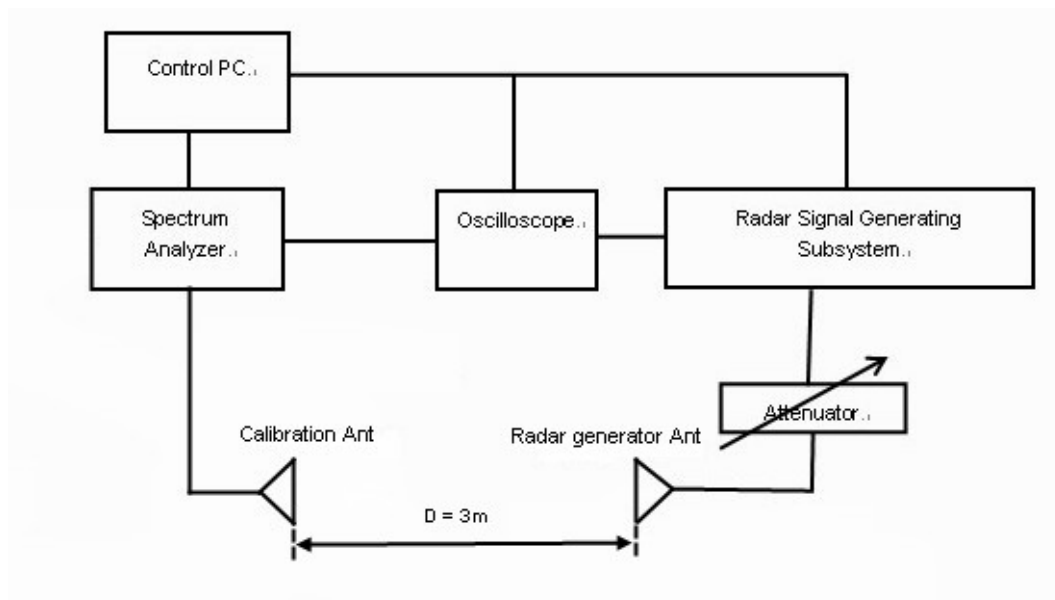 Control PC
Spectrum
Analyzer
Oscilloscope
Radar Signal Generating
Subsystem
Attenuator
Calibration Ant
Radar generator Ant
D = 3m